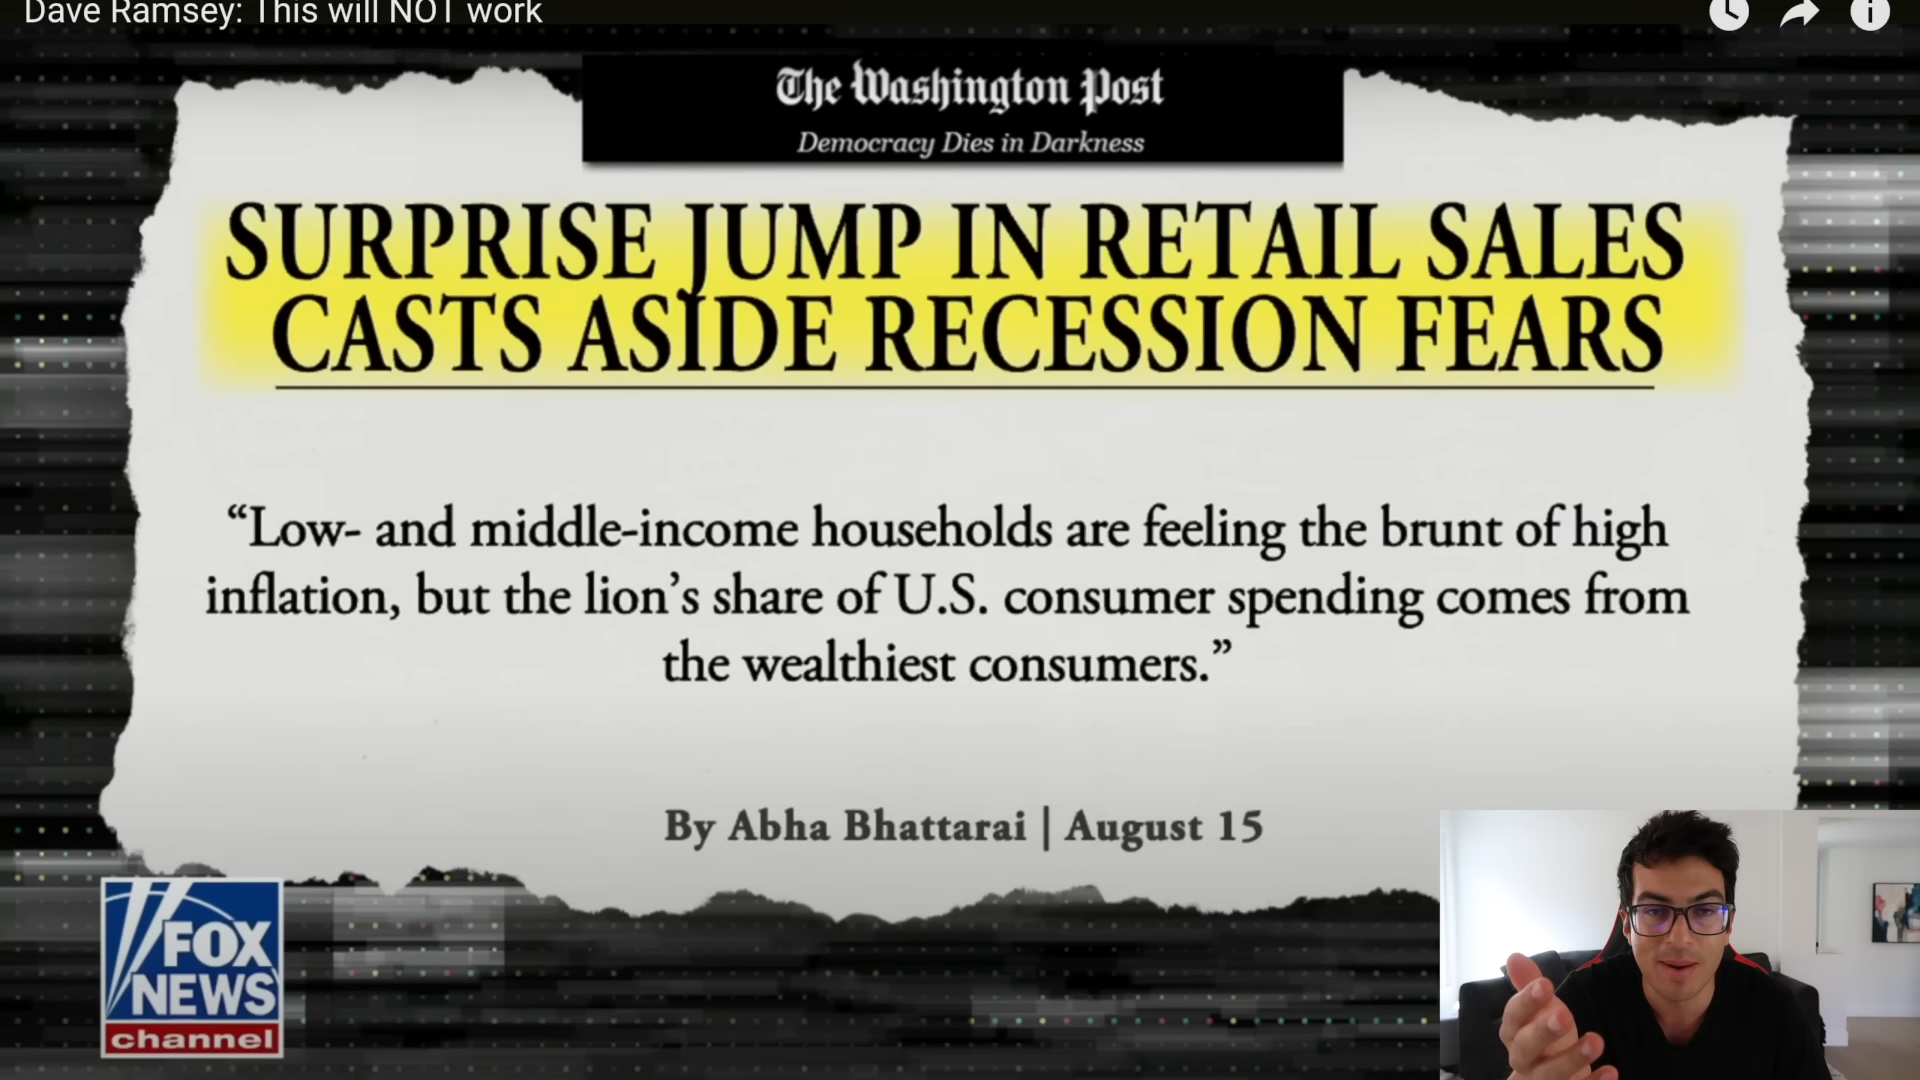 Dave Ramsey: This will NOT work
The Washington Post
Democracy Dies in Darkness
SURPRISE JUMP IN RETAIL SALES
CASTS ASIDE RECESSION FEARS
“Low- and middle-income households are feeling the brunt of high
inflation, but the lion’s share of U.S. consumer spending comes from
the wealthiest consumers.”
By Abha Bhattarai | August 15
FOX
NEWS
channel